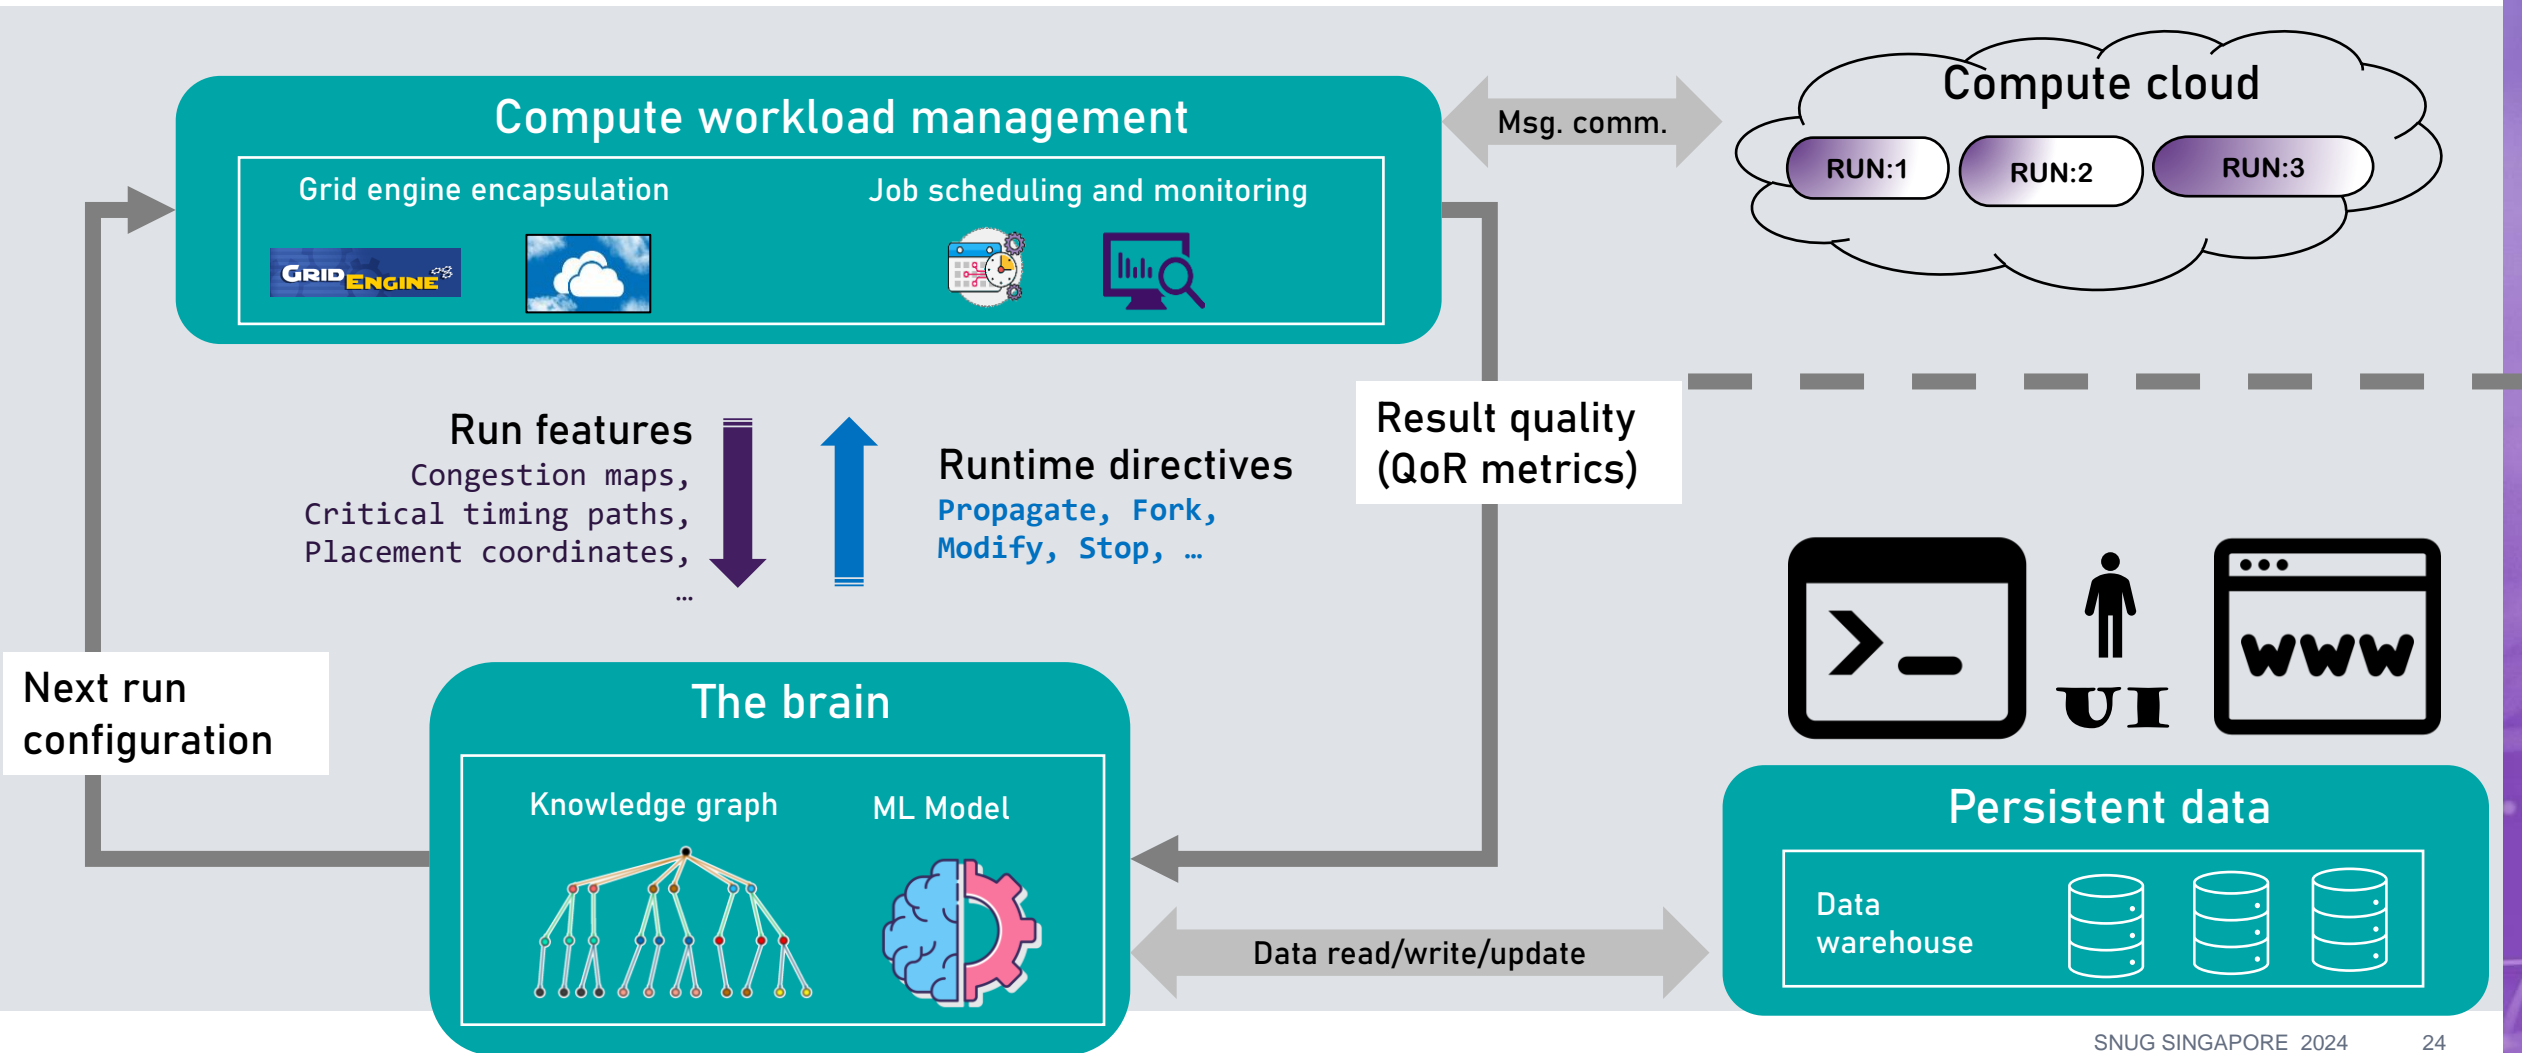 Compute workload management
Grid engine encapsulation
GRID ENGINE
Job scheduling and monitoring
Msg. comm.
Compute cloud
RUN:1
RUN:2
RUN:3
Run features
Congestion maps,
Critical timing paths,
Placement coordinates,
…
Runtime directives
Propagate, Fork,
Modify, Stop, …
Result quality
(QoR metrics)
Next run
configuration
The brain
Knowledge graph
ML Model
Data read/write/update
>_
UI
www
Persistent data
Data
warehouse
SNUG SINGAPORE 2024
24